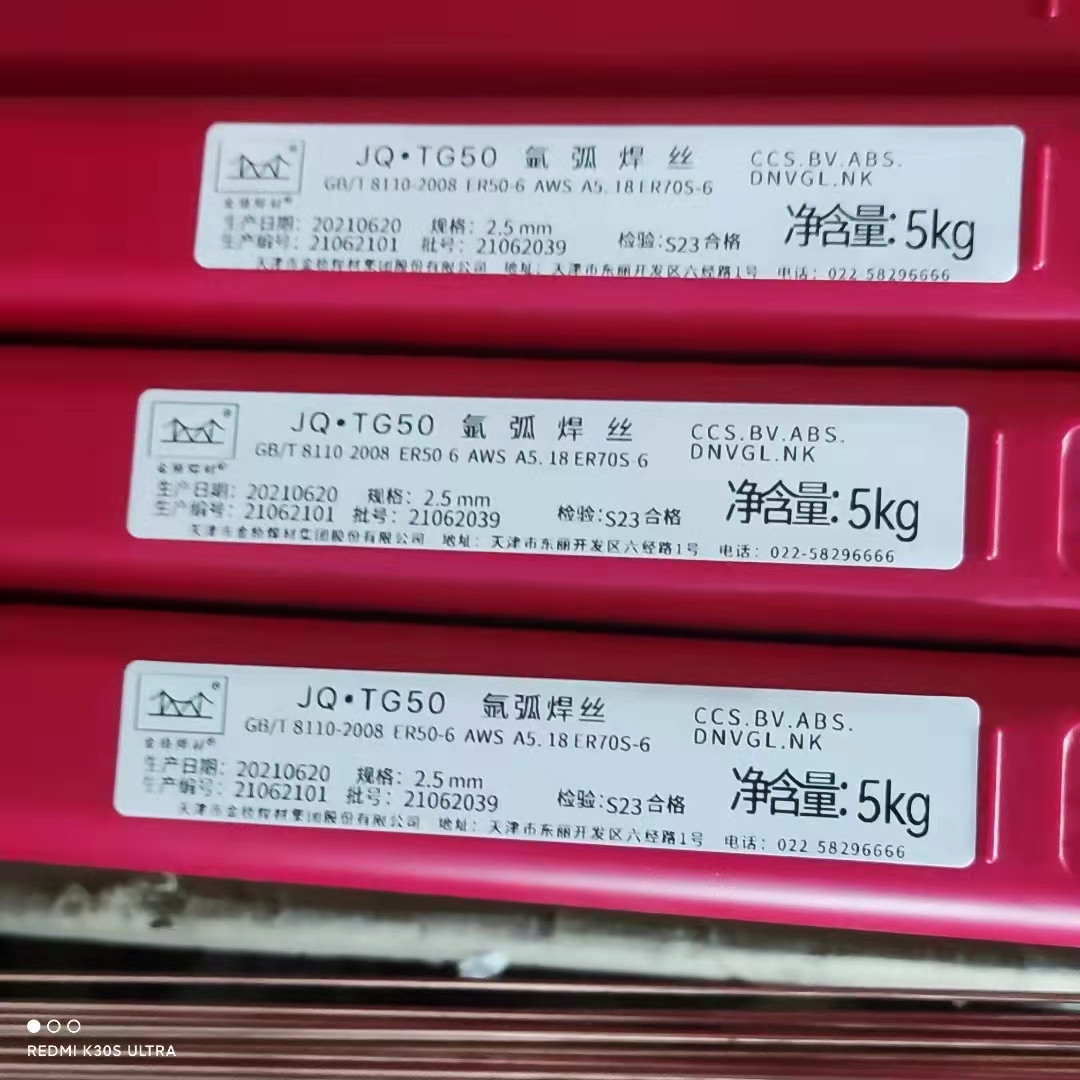 JQ•TG50 氩弧焊丝
CCS.BV.ABS.
GB/T 8110-2008 ER50-6 AWS A5.18 ER70S-6
DNVGL.NK
金桥焊材®
生产日期: 20210620 规格: 2.5 mm
生产编号: 21062101 批号: 21062039
检验:S23合格
净含量:5kg
天津市金桥焊材集团股份有限公司 地址:天津市东丽开发区六经路1号 电话: 022-58296666
JQ•TG50 氩弧焊丝
CCS.BV.ABS.
GB/T 8110-2008 ER50-6 AWS A5.18 ER70S-6
DNVGL.NK
金桥焊材®
生产日期: 20210620 规格: 2.5 mm
生产编号: 21062101 批号: 21062039
检验:S23合格
净含量:5kg
天津市金桥焊材集团股份有限公司 地址:天津市东丽开发区六经路1号 电话: 022-58296666
JQ•TG50 氩弧焊丝
CCS.BV.ABS.
GB/T 8110-2008 ER50-6 AWS A5.18 ER70S-6
DNVGL.NK
金桥焊材®
生产日期: 20210620 规格: 2.5 mm
生产编号: 21062101 批号: 21062039
检验:S23合格
净含量:5kg
天津市金桥焊材集团股份有限公司 地址:天津市东丽开发区六经路1号 电话: 022-58296666
REDMI K30S ULTRA